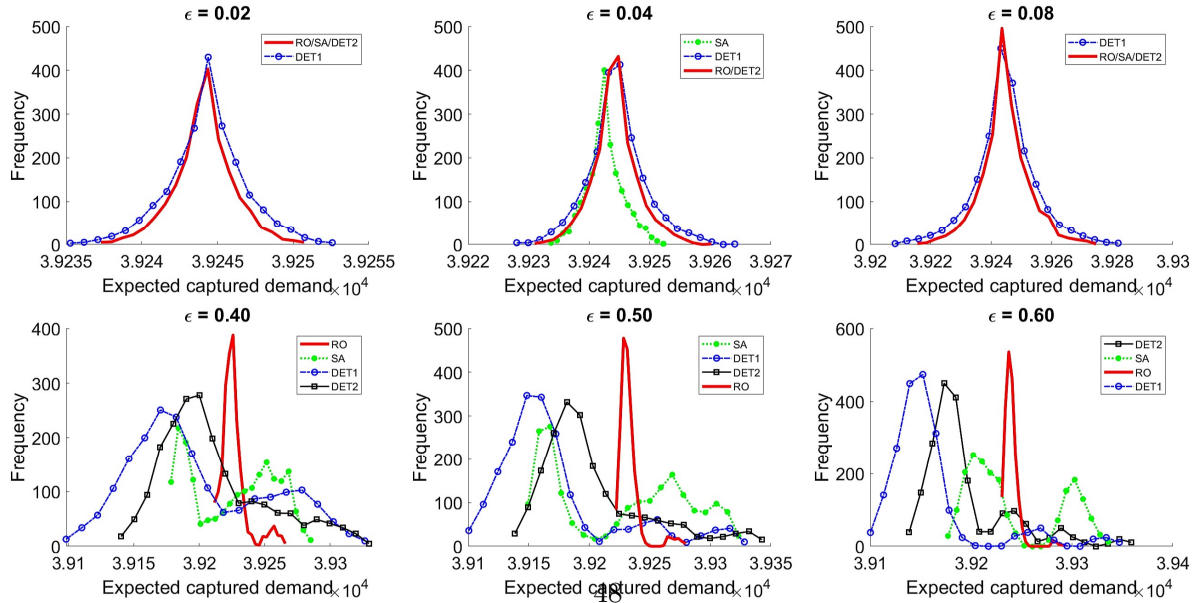 ϵ = 0.02
500
400
300
200
100
0
Frequency
RO/SA/DET2
DET1
3.9235 3.924 3.9245 3.925 3.9255
Expected captured demand ×10⁴
ϵ = 0.04
500
400
300
200
100
0
Frequency
SA
DET1
RO/DET2
3.922 3.923 3.924 3.925 3.926 3.927
Expected captured demand ×10⁴
ϵ = 0.08
500
400
300
200
100
0
Frequency
DET1
RO/SA/DET2
3.92 3.922 3.924 3.926 3.928 3.93
Expected captured demand ×10⁴
ϵ = 0.40
400
300
200
100
0
Frequency
RO
SA
DET1
DET2
3.91 3.915 3.92 3.925 3.93
Expected captured demand ×10⁴
ϵ = 0.50
500
400
300
200
100
0
Frequency
SA
DET1
DET2
RO
3.91 3.915 3.92 3.925 3.93 3.935
Expected captured demand ×10⁴
ϵ = 0.60
600
400
200
0
Frequency
DET2
SA
RO
DET1
3.91 3.92 3.93 3.94
Expected captured demand ×10⁴
48